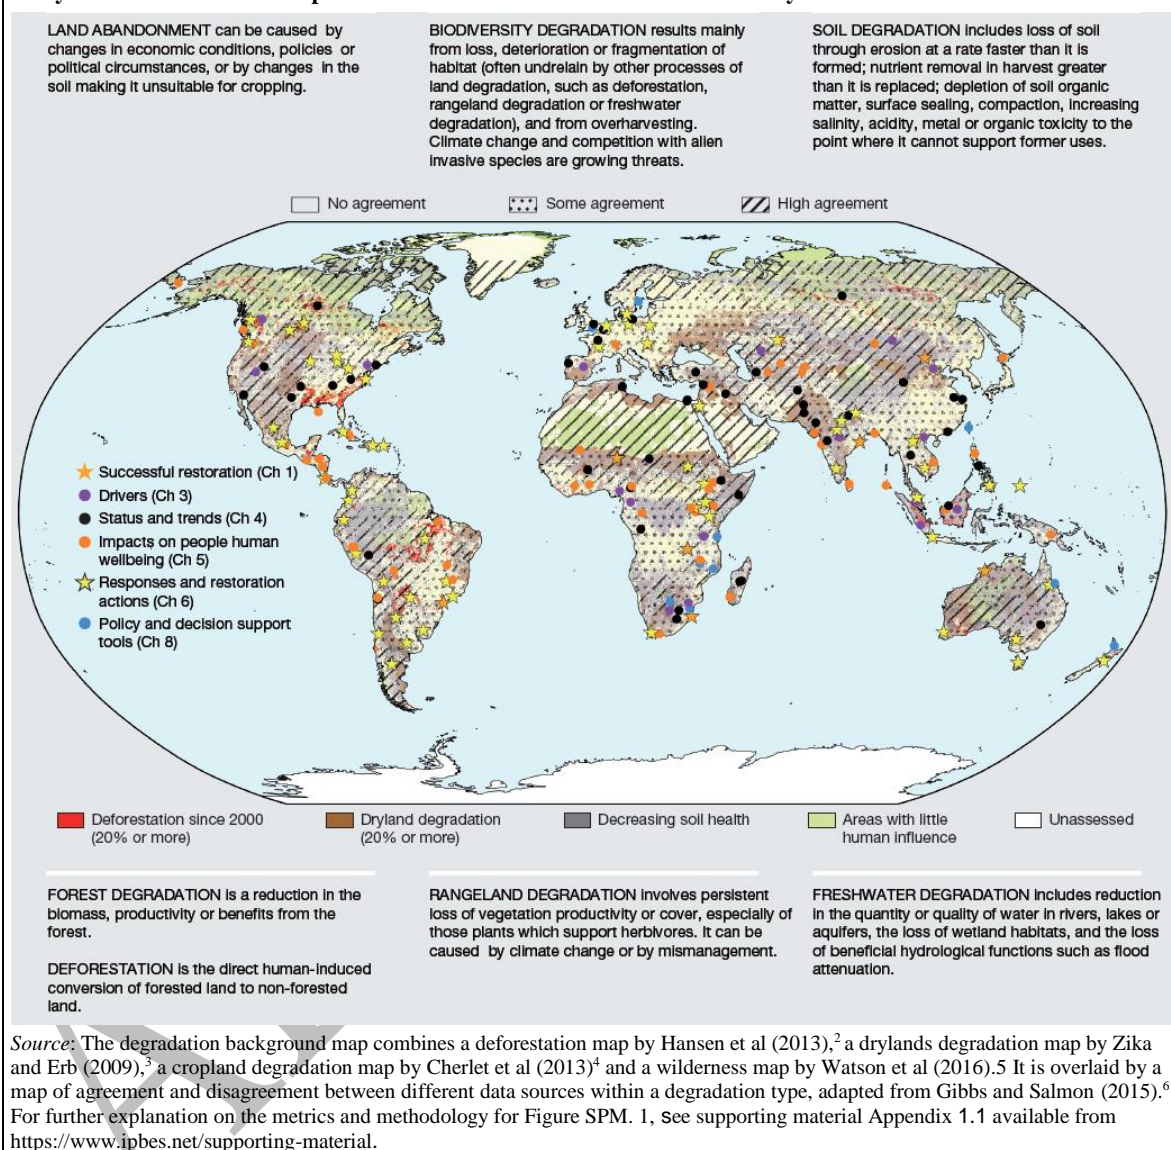 LAND ABANDONMENT can be caused by
changes in economic conditions, policies or
political circumstances, or by changes in the
soil making it unsuitable for cropping.
BIODIVERSITY DEGRADATION results mainly
from loss, deterioration or fragmentation of
habitat (often undrelain by other processes of
land degradation, such as deforestation,
rangeland degradation or freshwater
degradation), and from overharvesting.
Climate change and competition with alien
invasive species are growing threats.
SOIL DEGRADATION includes loss of soil
through erosion at a rate faster than it is
formed; nutrient removal in harvest greater
than it is replaced; depletion of soil organic
matter, surface sealing, compaction, increasing
salinity, acidity, metal or organic toxicity to the
point where it cannot support former uses.
No agreement
Some agreement
High agreement
Successful restoration (Ch 1)
Drivers (Ch 3)
Status and trends (Ch 4)
Impacts on people human
wellbeing (Ch 5)
Responses and restoration
actions (Ch 6)
Policy and decision support
tools (Ch 8)
Deforestation since 2000
(20% or more)
Dryland degradation
(20% or more)
Decreasing soil health
Areas with little
human influence
Unassessed
FOREST DEGRADATION is a reduction in the
biomass, productivity or benefits from the
forest.
DEFORESTATION is the direct human-induced
conversion of forested land to non-forested
land.
RANGELAND DEGRADATION involves persistent
loss of vegetation productivity or cover, especially of
those plants which support herbivores. It can be
caused by climate change or by mismanagement.
FRESHWATER DEGRADATION includes reduction
in the quantity or quality of water in rivers, lakes or
aquifers, the loss of wetland habitats, and the loss
of beneficial hydrological functions such as flood
attenuation.
Source: The degradation background map combines a deforestation map by Hansen et al (2013),2 a drylands degradation map by Zika
and Erb (2009),3 a cropland degradation map by Cherlet et al (2013)4 and a wilderness map by Watson et al (2016).5 It is overlaid by a
map of agreement and disagreement between different data sources within a degradation type, adapted from Gibbs and Salmon (2015).6
For further explanation on the metrics and methodology for Figure SPM. 1, see supporting material Appendix 1.1 available from
https://www.ipbes.net/supporting-material.